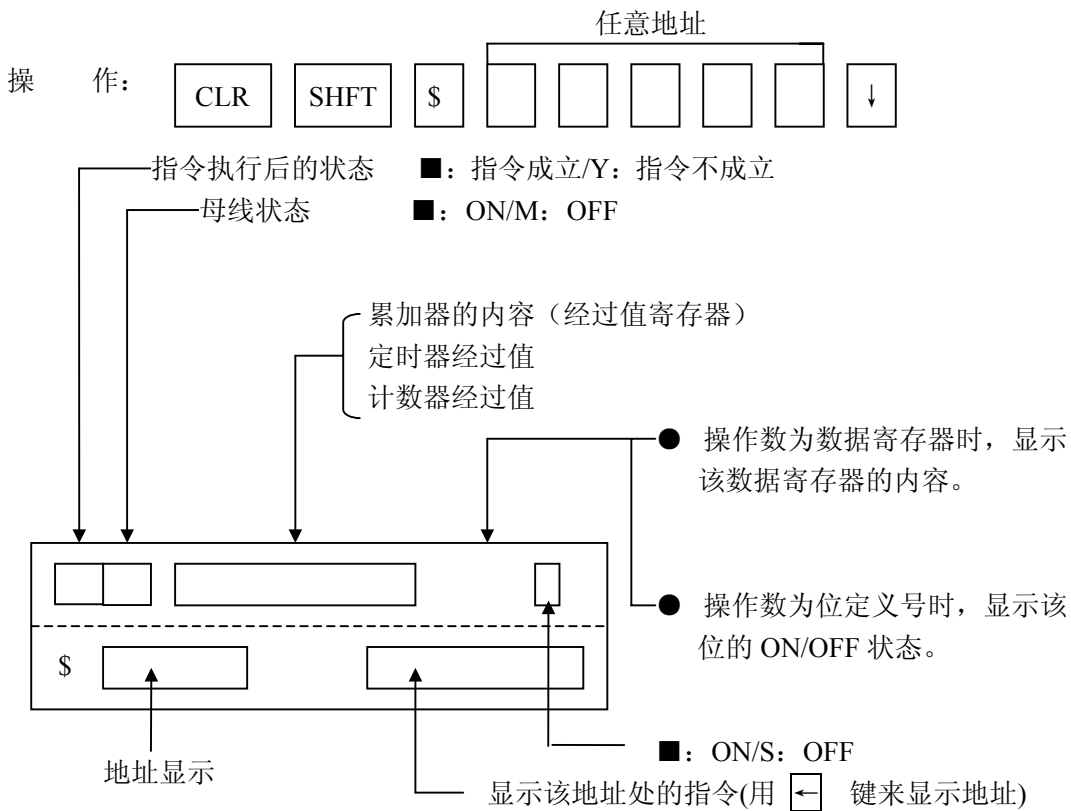 任意地址
操 作： CLR SHFT $ ↓
指令执行后的状态 ■：指令成立/Y：指令不成立
母线状态 ■：ON/M：OFF
累加器的内容（经过值寄存器）
定时器经过值
计数器经过值
● 操作数为数据寄存器时，显示
该数据寄存器的内容。
● 操作数为位定义号时，显示该
位的 ON/OFF 状态。
$
■：ON/S：OFF
地址显示
显示该地址处的指令(用 ← 键来显示地址)